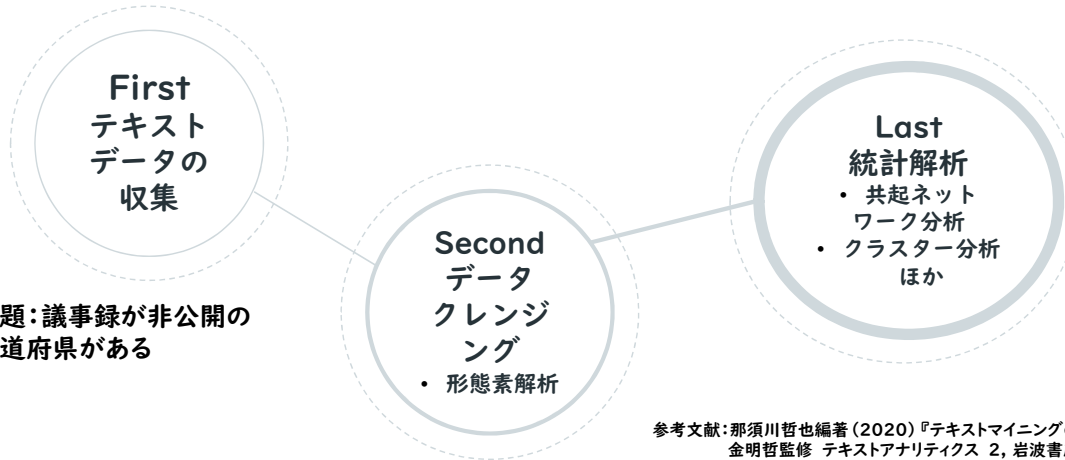 First
テキスト
データの
収集
題：議事録が非公開の
道府県がある
Second
データ
クレンジ
ング
• 形態素解析
Last
統計解析
• 共起ネット
ワーク分析
• クラスター分析
ほか
参考文献：那須川哲也編著（2020）『テキストマイニング
金明哲監修 テキストアナリティクス 2, 岩波書